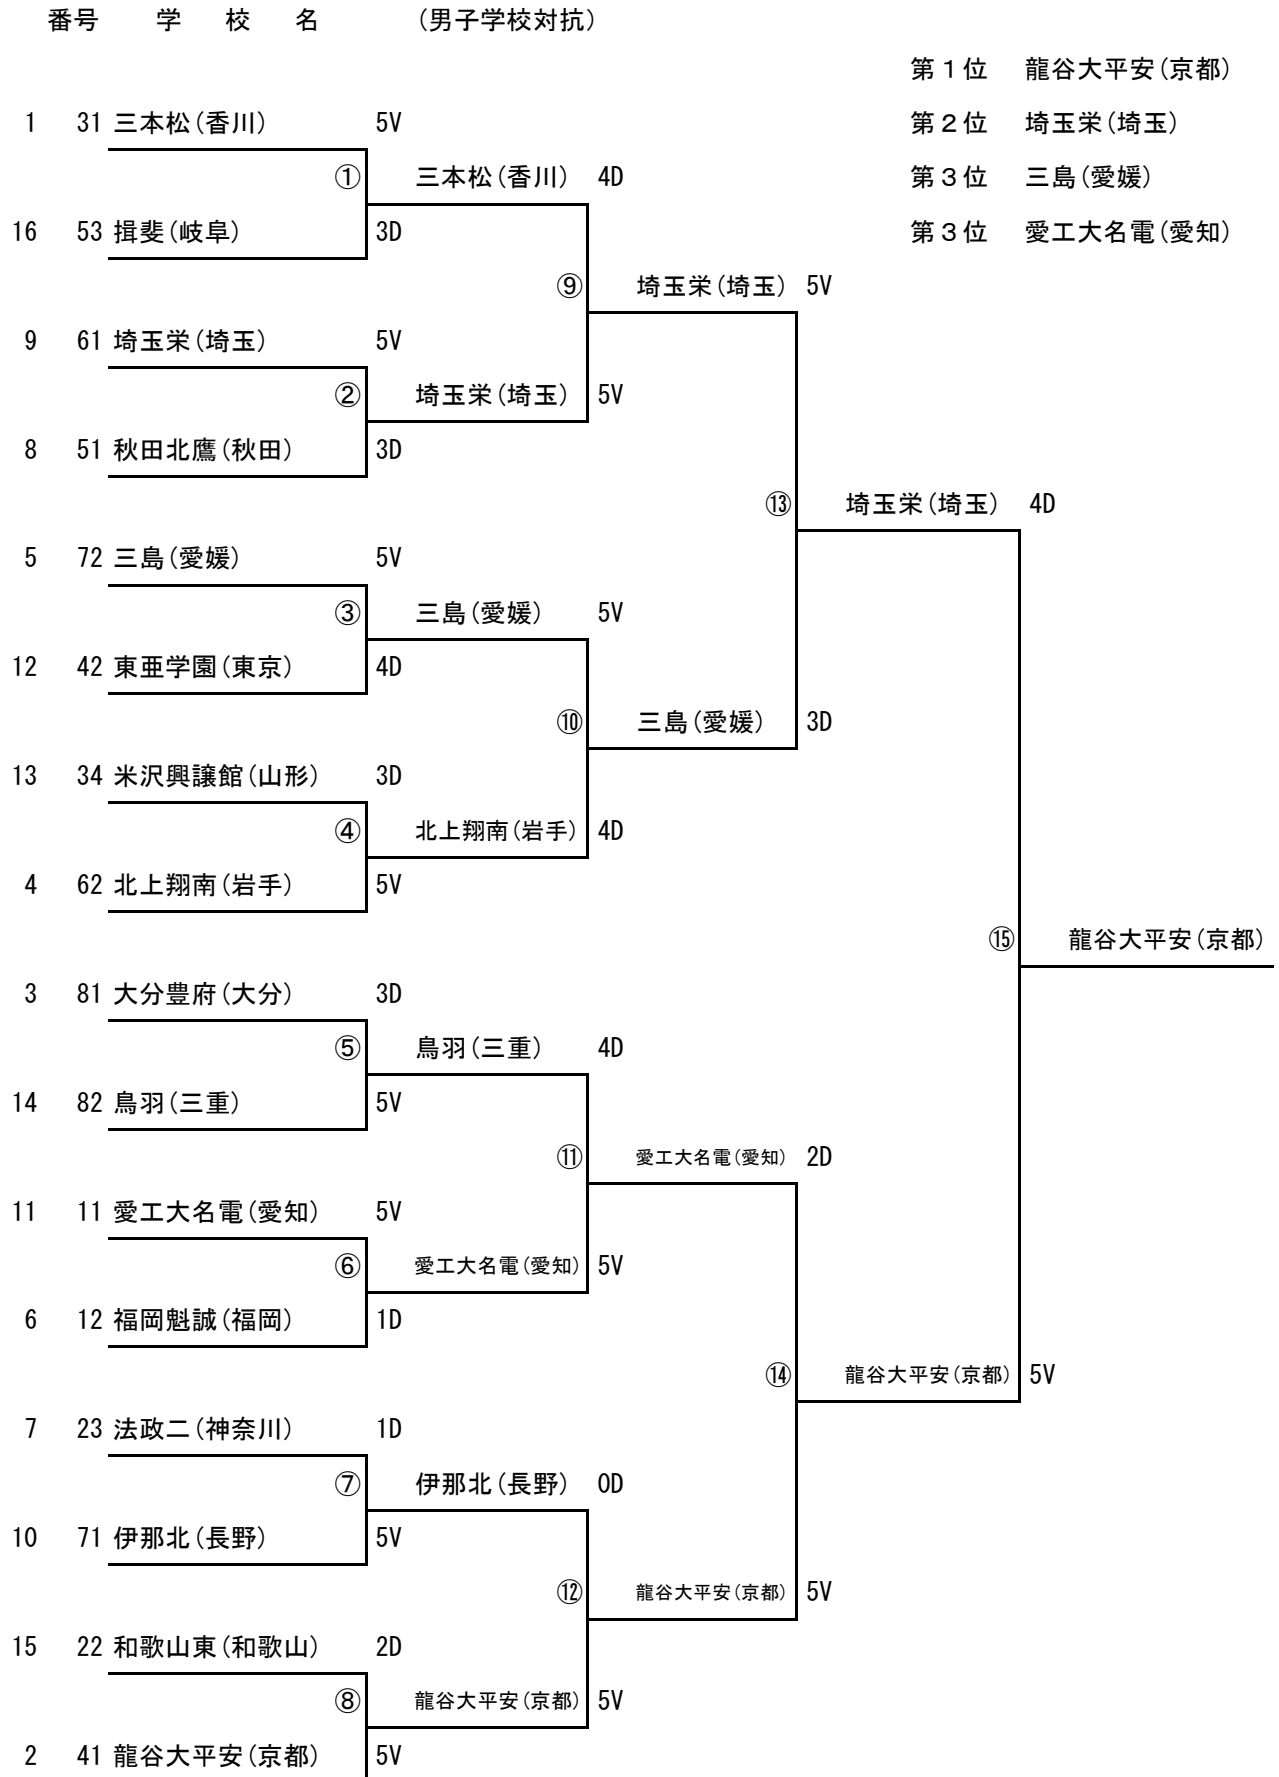 番号 学 校 名 (男子学校対抗)
第1位 龍谷大平安(京都)
1 31 三本松(香川) 5V 第2位 埼玉栄(埼玉)
① 三本松(香川) 4D 第3位 三島(愛媛)
16 53 揖斐(岐阜) 3D 第3位 愛工大名電(愛知)
⑨ 埼玉栄(埼玉) 5V
9 61 埼玉栄(埼玉) 5V
② 埼玉栄(埼玉) 5V
8 51 秋田北鷹(秋田) 3D
⑬ 埼玉栄(埼玉) 4D
5 72 三島(愛媛) 5V
③ 三島(愛媛) 5V
12 42 東亜学園(東京) 4D
⑩ 三島(愛媛) 3D
13 34 米沢興譲館(山形) 3D
④ 北上翔南(岩手) 4D
4 62 北上翔南(岩手) 5V
⑮ 龍谷大平安(京都)
3 81 大分豊府(大分) 3D
⑤ 鳥羽(三重) 4D
14 82 鳥羽(三重) 5V
⑪ 愛工大名電(愛知) 2D
11 11 愛工大名電(愛知) 5V
⑥ 愛工大名電(愛知) 5V
6 12 福岡魁誠(福岡) 1D
⑭ 龍谷大平安(京都) 5V
7 23 法政二(神奈川) 1D
⑦ 伊那北(長野) 0D
10 71 伊那北(長野) 5V
⑫ 龍谷大平安(京都) 5V
15 22 和歌山東(和歌山) 2D
⑧ 龍谷大平安(京都) 5V
2 41 龍谷大平安(京都) 5V